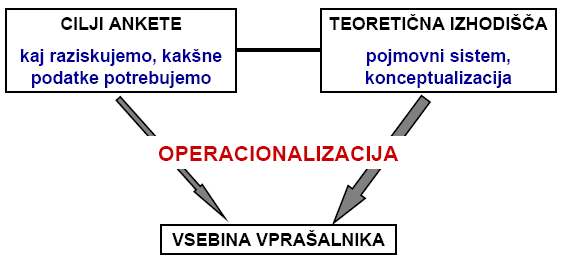 CILJI ANKETE
kaj raziskujemo, kakšne
podatke potrebujemo
TEORETIČNA IZHODIŠČA
pojmovni sistem,
konceptualizacija
OPERACIONALIZACIJA
VSEBINA VPRAŠALNIKA